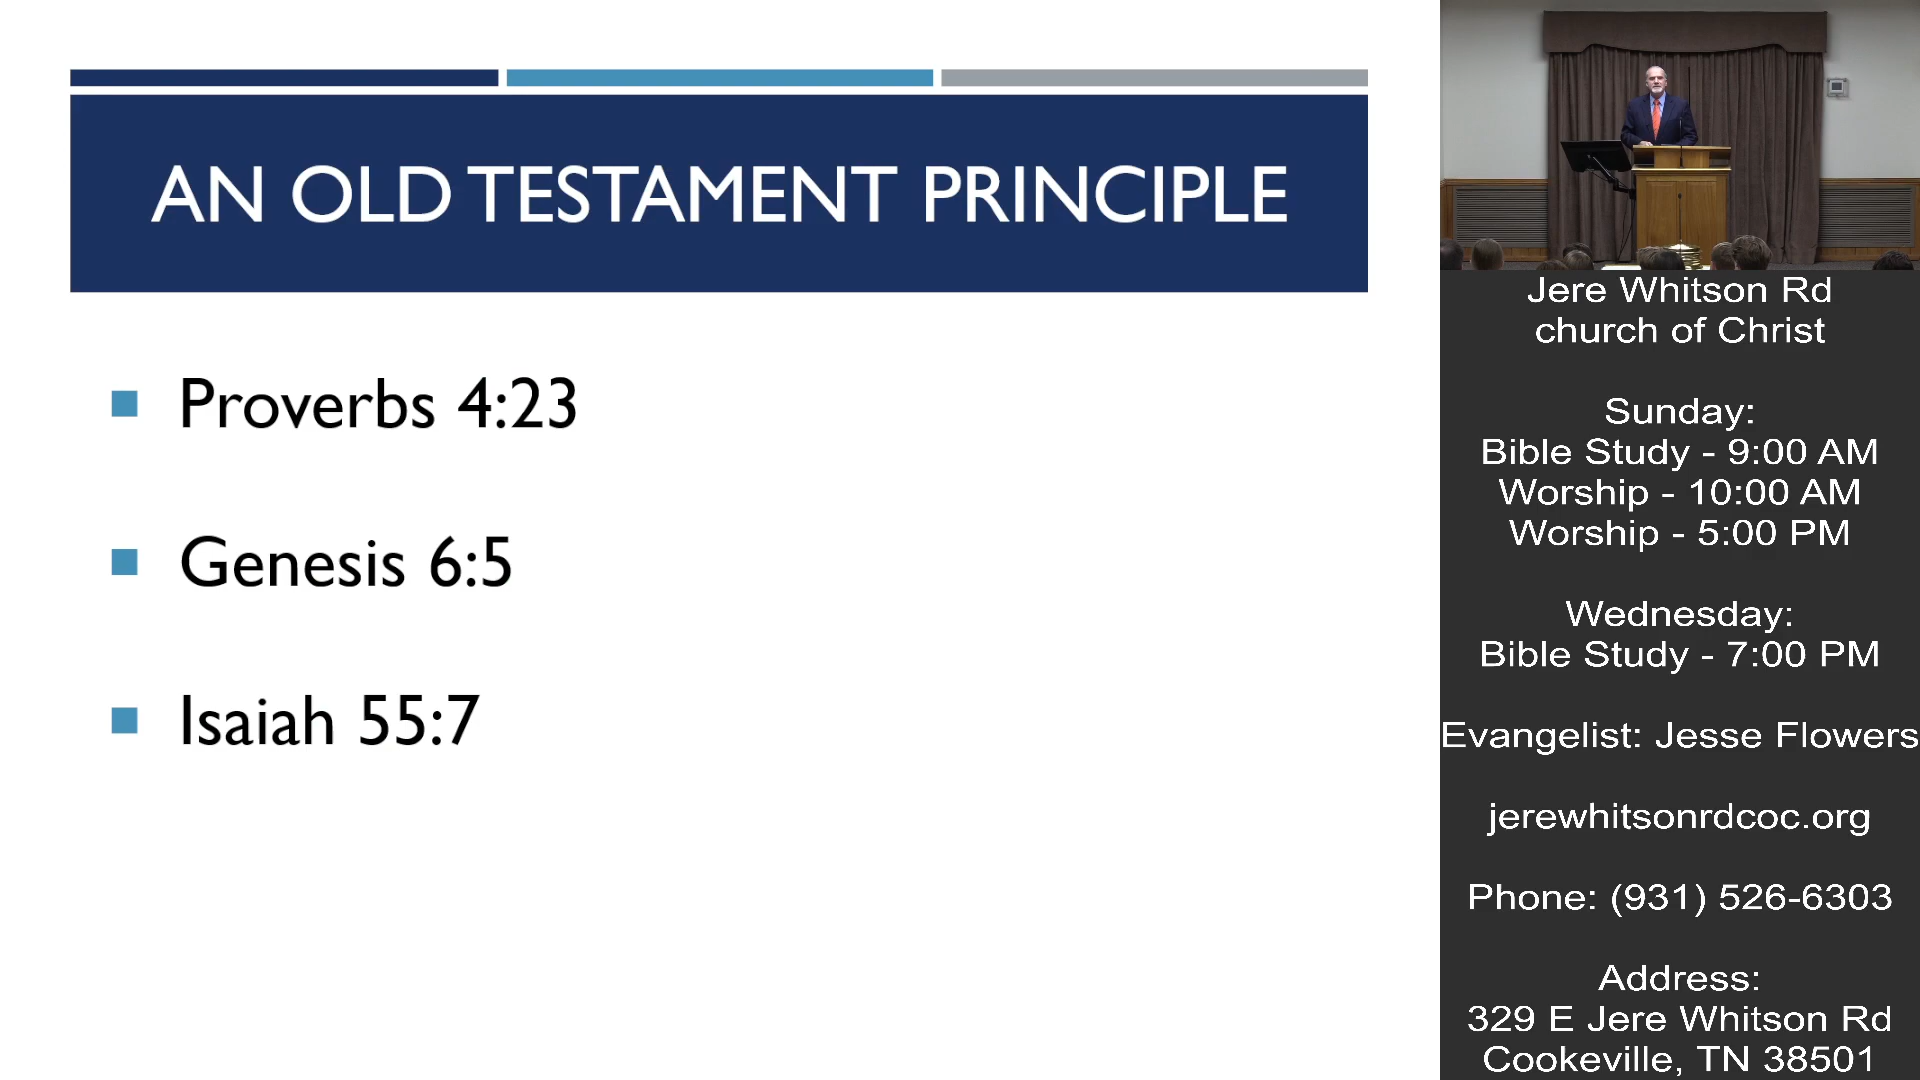 AN OLD TESTAMENT PRINCIPLE
Proverbs 4:23
Genesis 6:5
Isaiah 55:7
Jere Whitson Rd
church of Christ
Sunday:
Bible Study - 9:00 AM
Worship - 10:00 AM
Worship - 5:00 PM
Wednesday:
Bible Study - 7:00 PM
Evangelist: Jesse Flowers
jerewhitsonrdcoc.org
Phone: (931) 526-6303
Address:
329 E Jere Whitson Rd
Cookeville, TN 38501